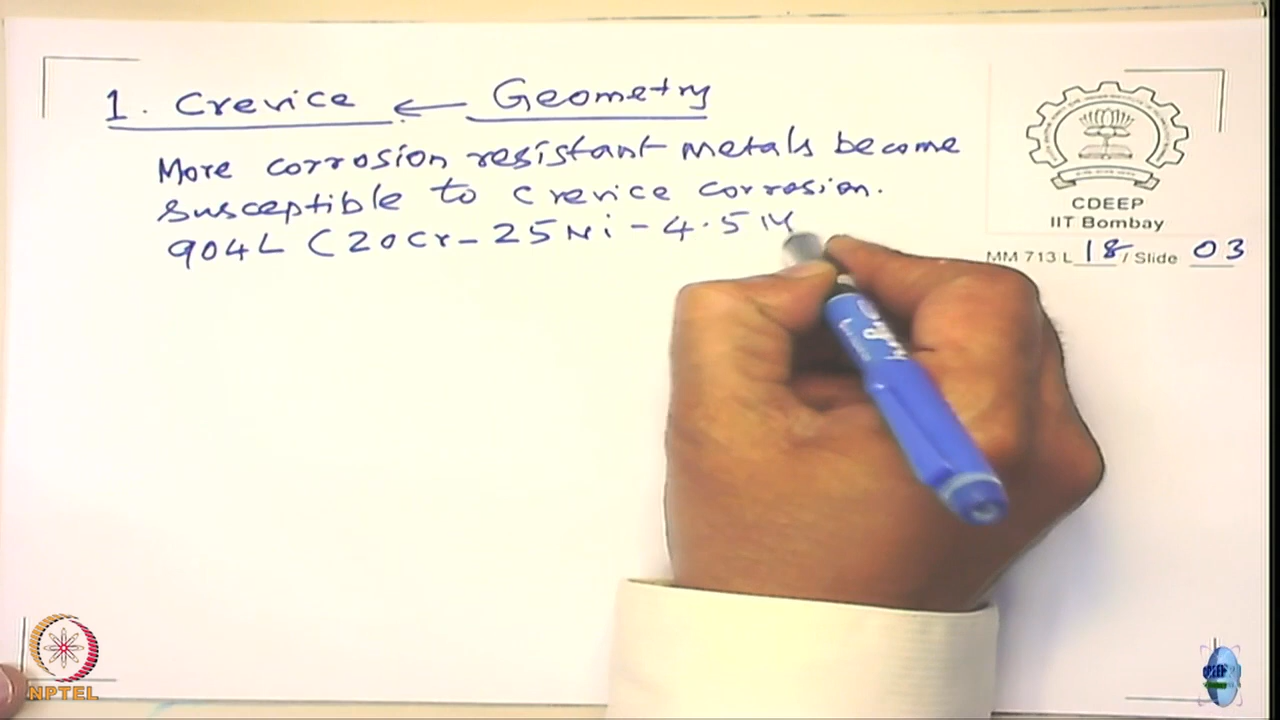 1. Crevice ← Geometry
More corrosion resistant metals become
susceptible to crevice corrosion.
904L (20Cr-25Ni-4.5M
CDEEP
IIT Bombay
MM 713 L 18 / Slide 03
NPTEL